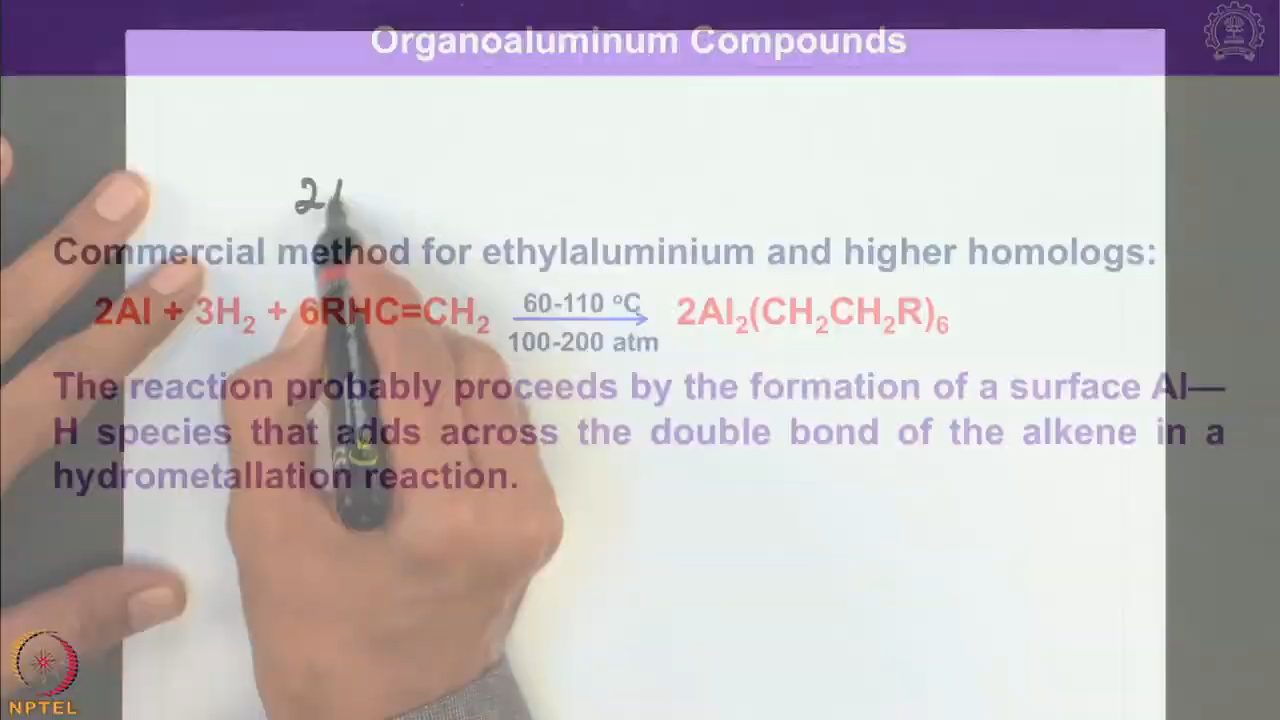 Organoaluminum Compounds
2
Commercial method for ethylaluminium and higher homologs:
2Al + 3H₂ + 6RHC=CH₂ 60-110 ºC 100-200 atm 2Al₂(CH₂CH₂R)₆
The reaction probably proceeds by the formation of a surface Al—
H species that adds across the double bond of the alkene in a
hydrometallation reaction.
NPTEL